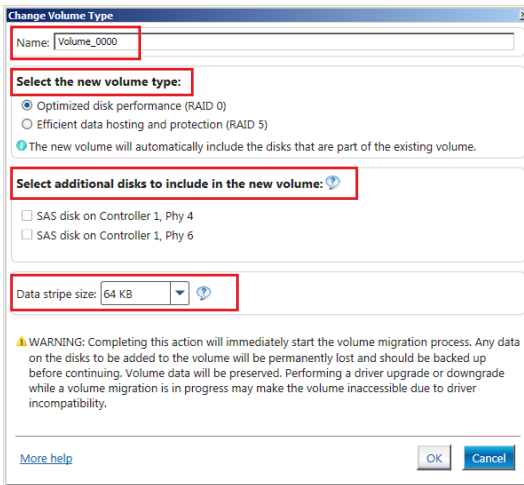 Change Volume Type
Name: Volume_0000
Select the new volume type:
Optimized disk performance (RAID 0)
Efficient data hosting and protection (RAID 5)
The new volume will automatically include the disks that are part of the existing volume.
Select additional disks to include in the new volume:
SAS disk on Controller 1, Phy 4
SAS disk on Controller 1, Phy 6
Data stripe size: 64 KB
WARNING: Completing this action will immediately start the volume migration process. Any data
on the disks to be added to the volume will be permanently lost and should be backed up
before continuing. Volume data will be preserved. Performing a driver upgrade or downgrade
while a volume migration is in progress may make the volume inaccessible due to driver
incompatibility.
More help
OK
Cancel